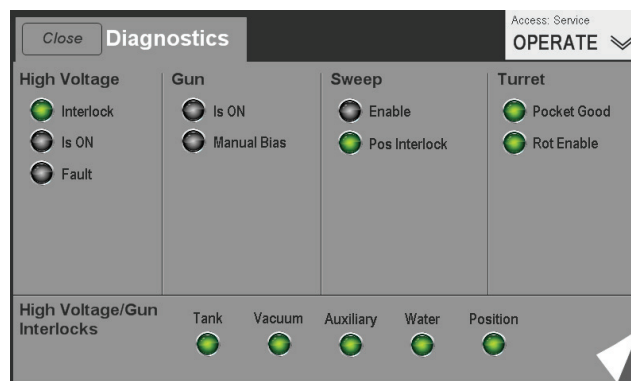 Close
Diagnostics
Access: Service
OPERATE
High Voltage
Interlock
Is ON
Fault
Gun
Is ON
Manual Bias
Sweep
Enable
Pos Interlock
Turret
Pocket Good
Rot Enable
High Voltage/Gun
Interlocks
Tank
Vacuum
Auxiliary
Water
Position